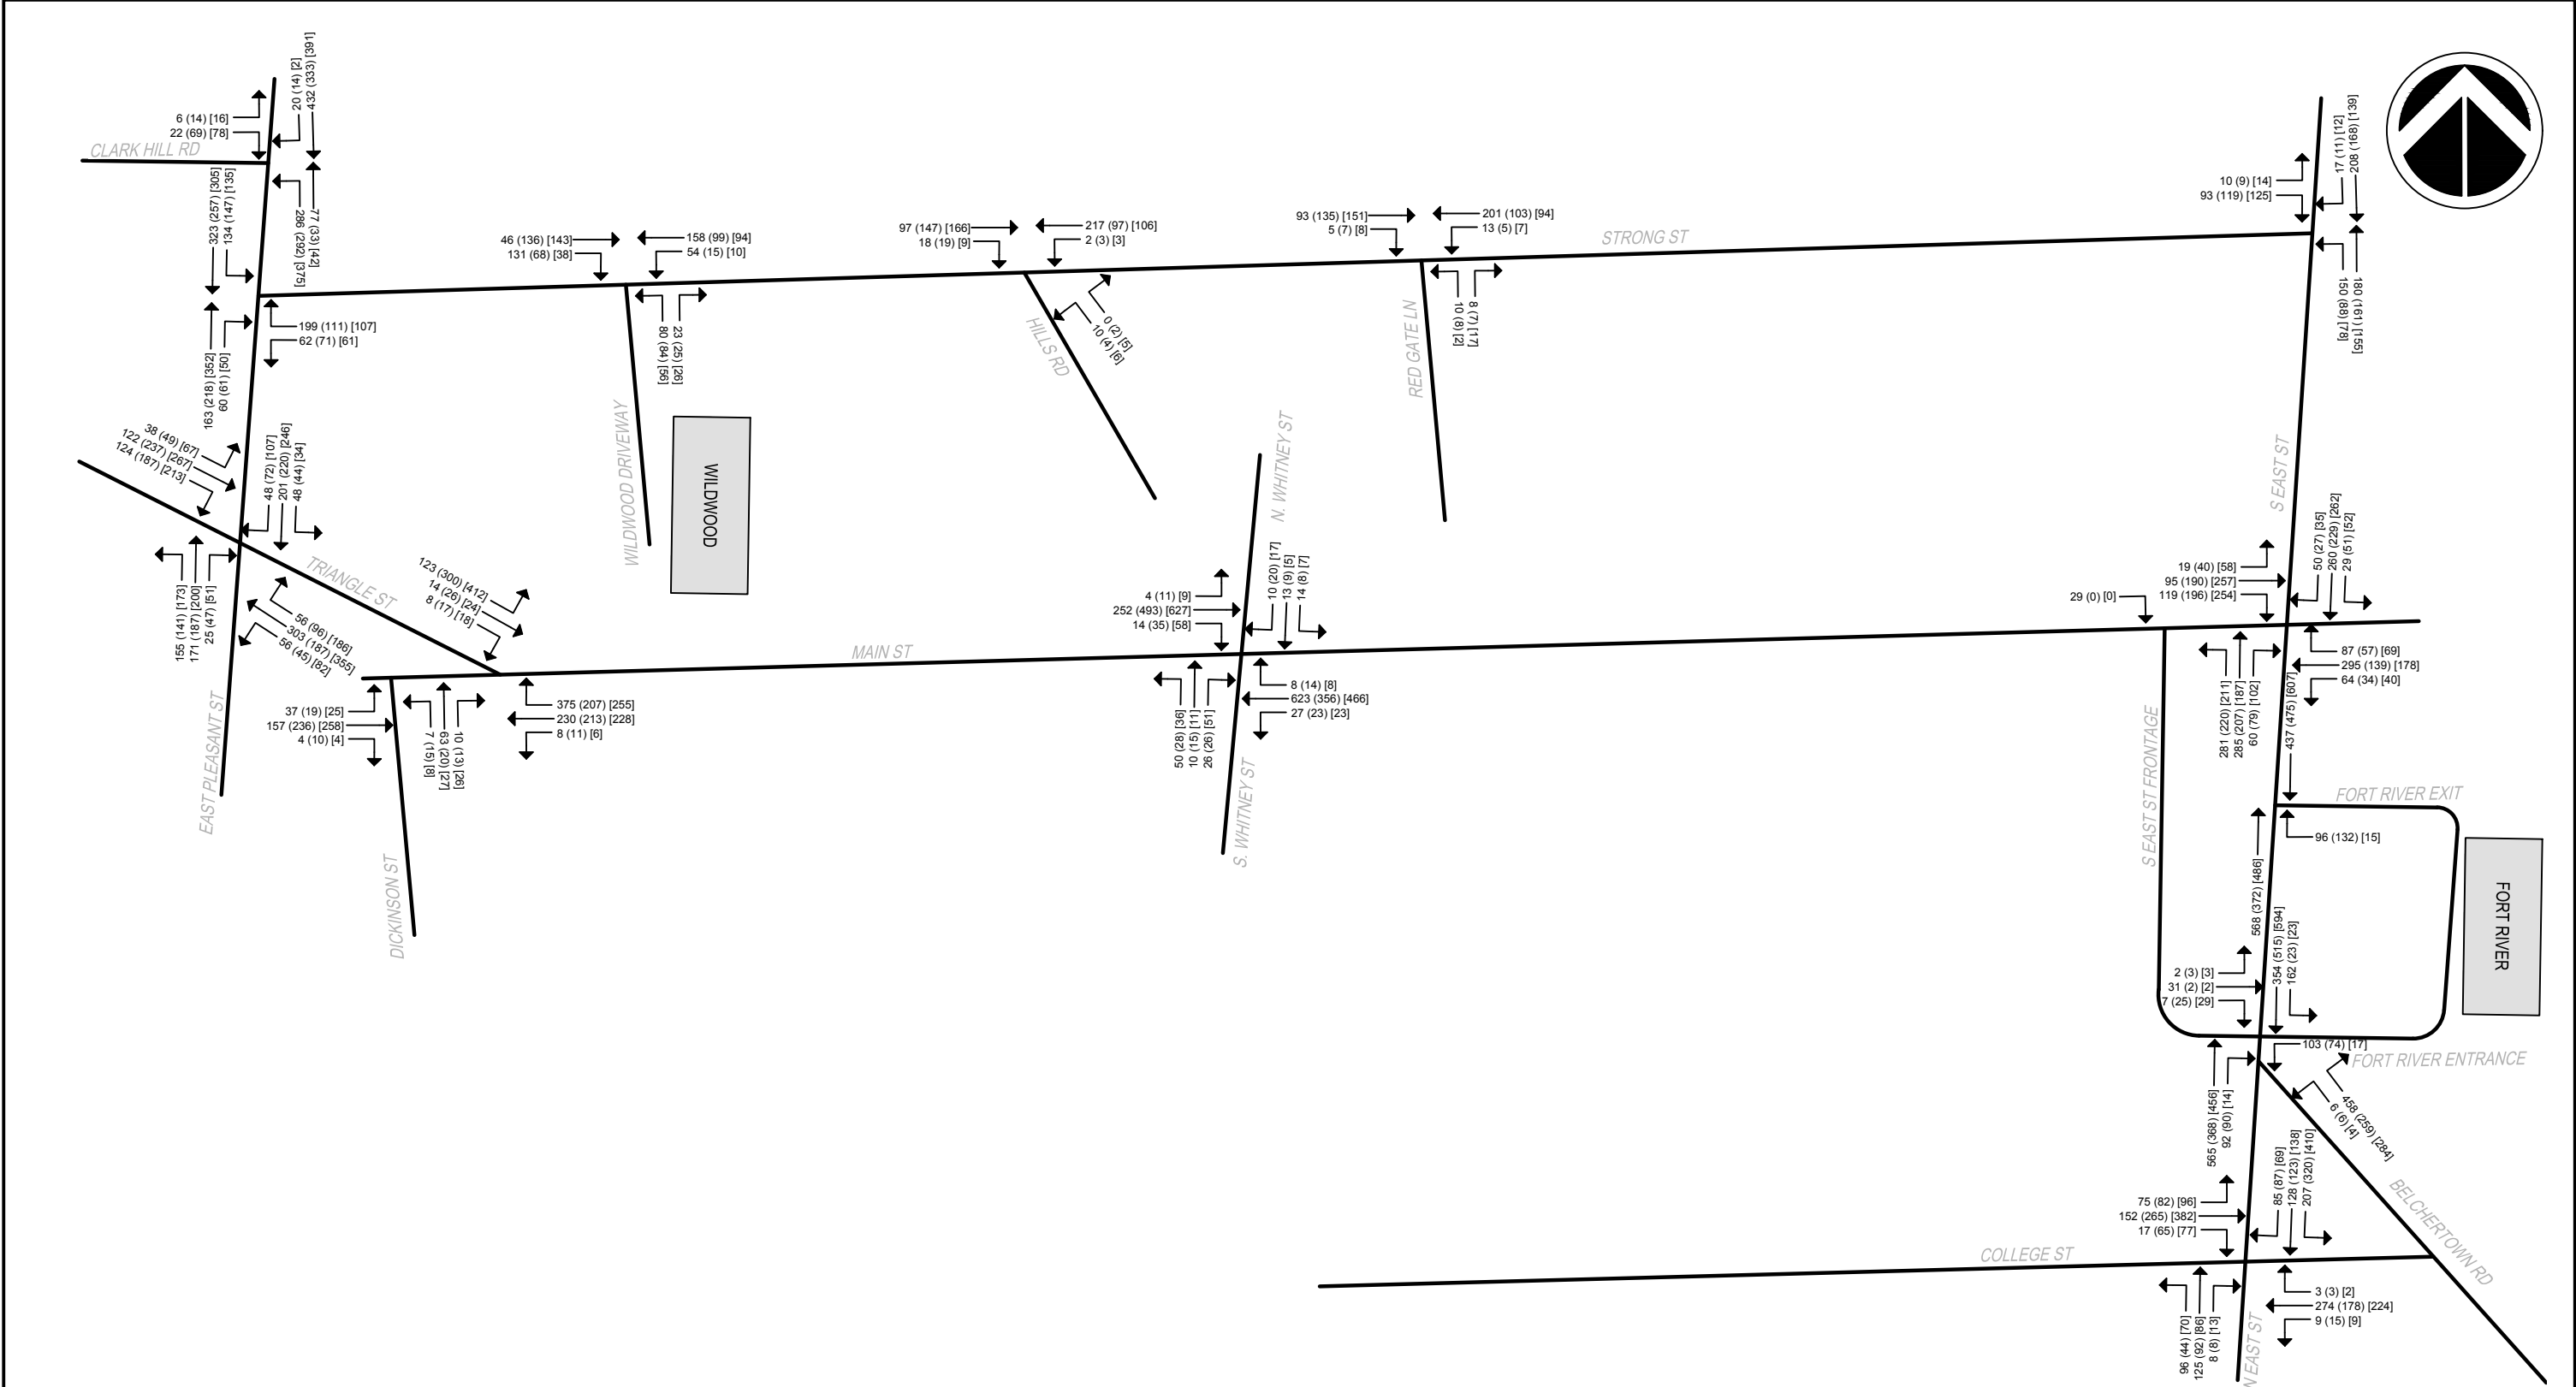 20 (14) [2]
432 (333) [391]
6 (14) [16]
22 (69) [78]
CLARK HILL RD
323 (257) [305]
134 (147) [135]
77 (33) [42]
286 (292) [375]
199 (111) [107]
62 (71) [61]
163 (218) [352]
60 (61) [50]
46 (136) [143]
131 (68) [38]
158 (99) [94]
54 (15) [10]
80 (84) [56]
23 (25) [26]
WILDWOOD DRIVEWAY
WILDWOOD
97 (147) [166]
18 (19) [9]
217 (97) [106]
2 (3) [3]
0 (2) [5]
10 (4) [6]
HILLS RD
93 (135) [151]
5 (7) [8]
201 (103) [94]
13 (5) [7]
10 (8) [2]
8 (7) [17]
RED GATE LN
STRONG ST
10 (9) [14]
93 (119) [125]
17 (11) [12]
208 (168) [139]
180 (161) [155]
150 (88) [78]
S EAST ST
38 (49) [67]
122 (237) [267]
124 (187) [213]
48 (72) [107]
201 (220) [246]
48 (44) [34]
155 (141) [173]
171 (187) [200]
25 (47) [51]
56 (96) [186]
303 (187) [355]
56 (45) [82]
TRIANGLE ST
EAST PLEASANT ST
123 (300) [412]
14 (26) [24]
8 (17) [18]
37 (19) [25]
157 (236) [258]
4 (10) [4]
7 (15) [8]
63 (20) [27]
10 (13) [26]
375 (207) [255]
230 (213) [228]
8 (11) [6]
DICKINSON ST
MAIN ST
N. WHITNEY ST
4 (11) [9]
252 (493) [627]
14 (35) [58]
10 (20) [17]
13 (9) [5]
14 (8) [7]
50 (28) [36]
10 (15) [11]
26 (26) [51]
8 (14) [8]
623 (356) [466]
27 (23) [23]
S. WHITNEY ST
29 (0) [0]
19 (40) [58]
95 (190) [257]
119 (196) [254]
50 (27) [35]
260 (229) [262]
29 (51) [52]
281 (220) [211]
285 (207) [187]
60 (79) [102]
87 (57) [69]
295 (139) [178]
64 (34) [40]
437 (475) [607]
S EAST ST FRONTAGE
FORT RIVER EXIT
96 (132) [15]
FORT RIVER
568 (372) [486]
354 (515) [594]
162 (23) [23]
2 (3) [3]
31 (2) [2]
7 (25) [29]
103 (74) [17]
FORT RIVER ENTRANCE
565 (368) [456]
92 (90) [14]
458 (259) [284]
6 (6) [4]
BELCHERTOWN RD
75 (82) [96]
152 (265) [382]
17 (65) [77]
85 (87) [69]
128 (123) [138]
207 (320) [410]
COLLEGE ST
96 (44) [70]
125 (92) [86]
8 (8) [13]
3 (3) [2]
274 (178) [224]
9 (15) [9]
N EAST ST